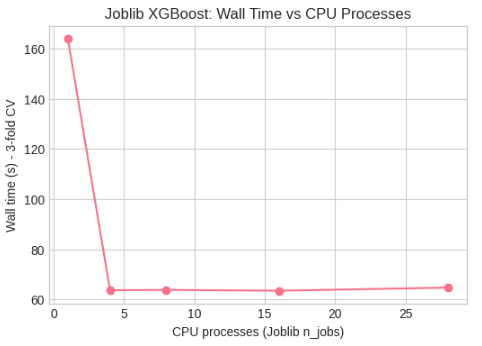 Joblib XGBoost: Wall Time vs CPU Processes
Wall time (s) - 3-fold CV
160
140
120
100
80
60
0 5 10 15 20 25
CPU processes (Joblib n_jobs)